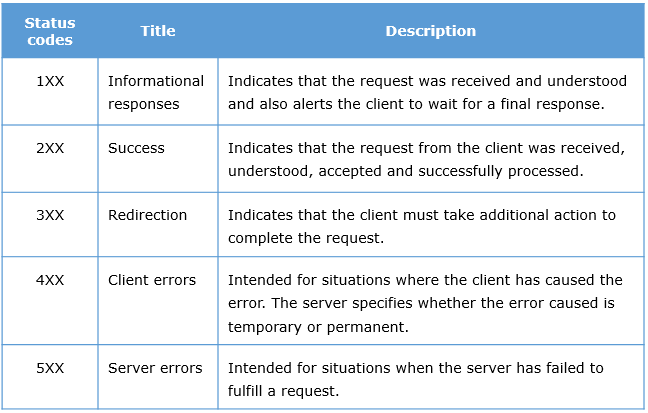 Status codes
Title
Description
1XX
Informational
responses
Indicates that the request was received and understood
and also alerts the client to wait for a final response.
2XX
Success
Indicates that the request from the client was received,
understood, accepted and successfully processed.
3XX
Redirection
Indicates that the client must take additional action to
complete the request.
4XX
Client errors
Intended for situations where the client has caused the
error. The server specifies whether the error caused is
temporary or permanent.
5XX
Server errors
Intended for situations when the server has failed to
fulfill a request.